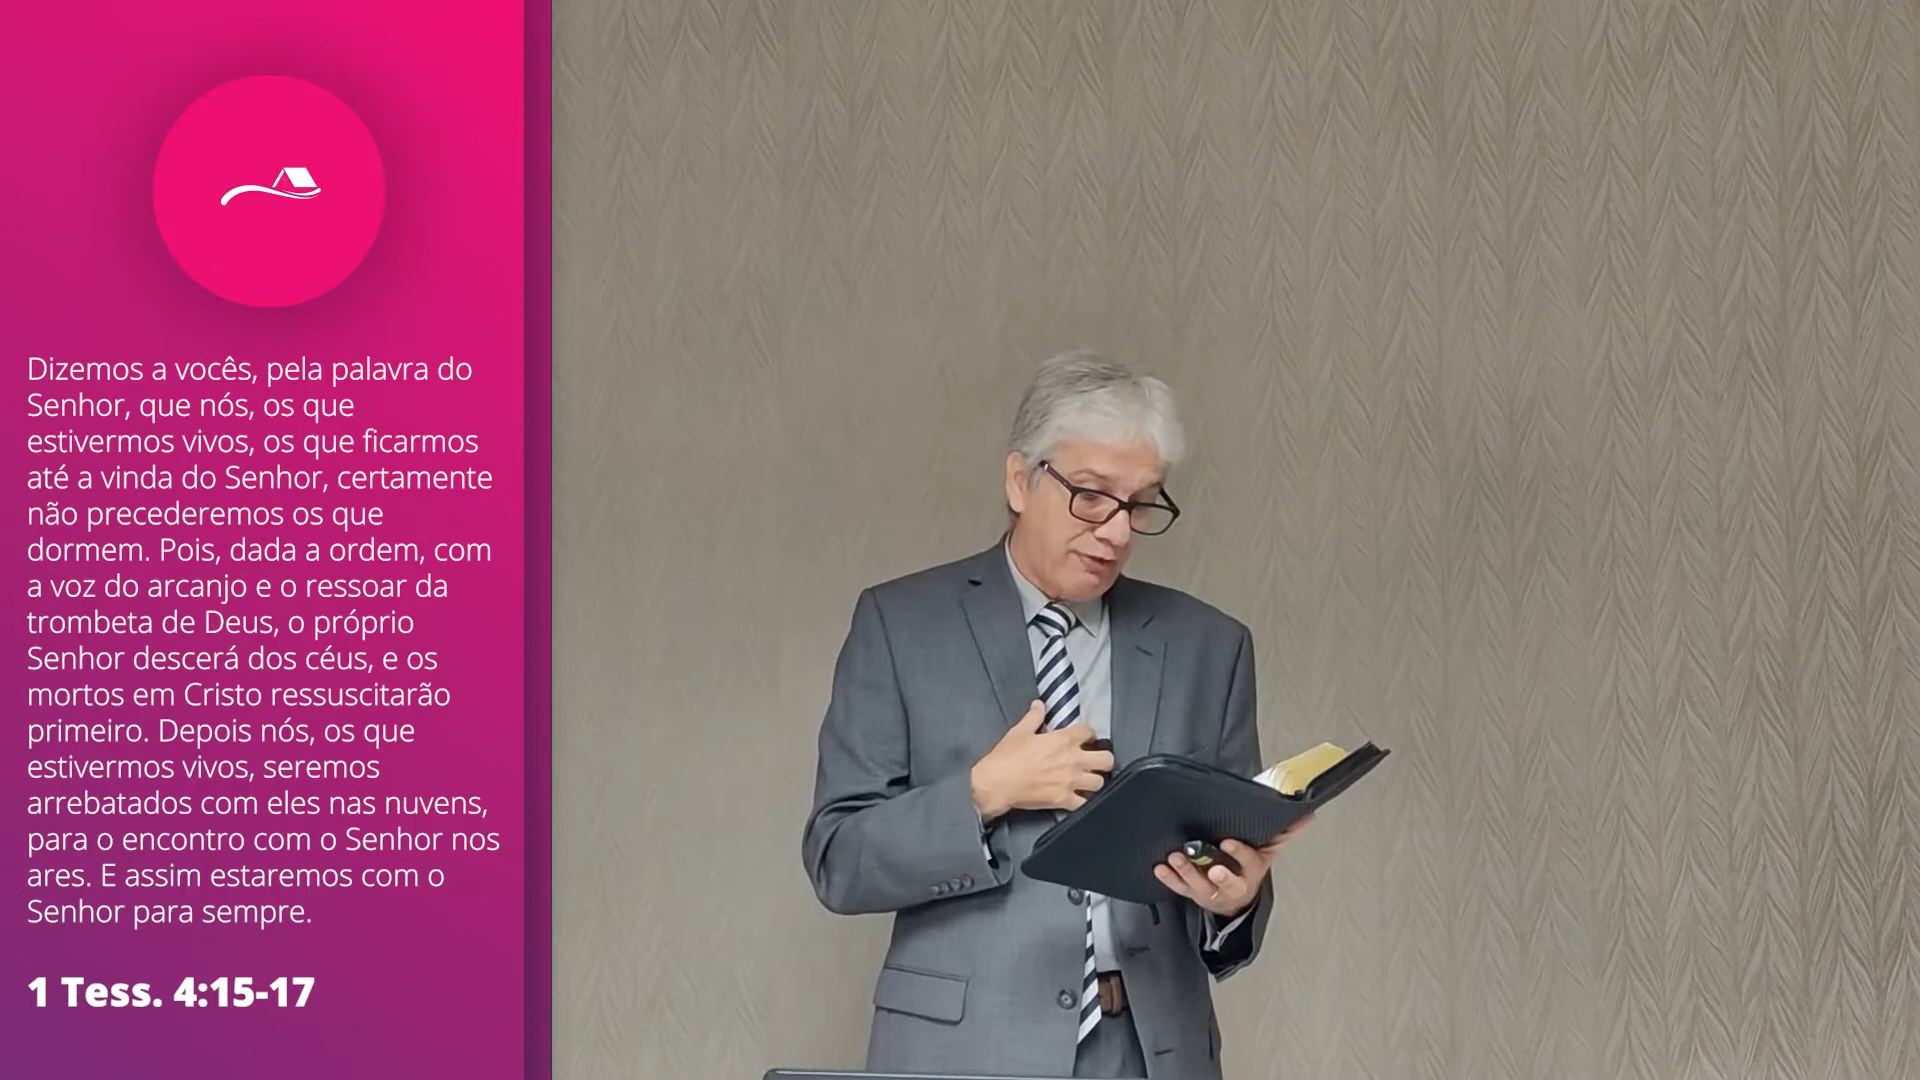 Dizemos a vocês, pela palavra do
Senhor, que nós, os que
estivermos vivos, os que ficarmos
até a vinda do Senhor, certamente
não precederemos os que
dormem. Pois, dada a ordem, com
a voz do arcanjo e o ressoar da
trombeta de Deus, o próprio
Senhor descerá dos céus, e os
mortos em Cristo ressuscitarão
primeiro. Depois nós, os que
estivermos vivos, seremos
arrebatados com eles nas nuvens,
para o encontro com o Senhor nos
ares. E assim estaremos com o
Senhor para sempre.
1 Tess. 4:15-17